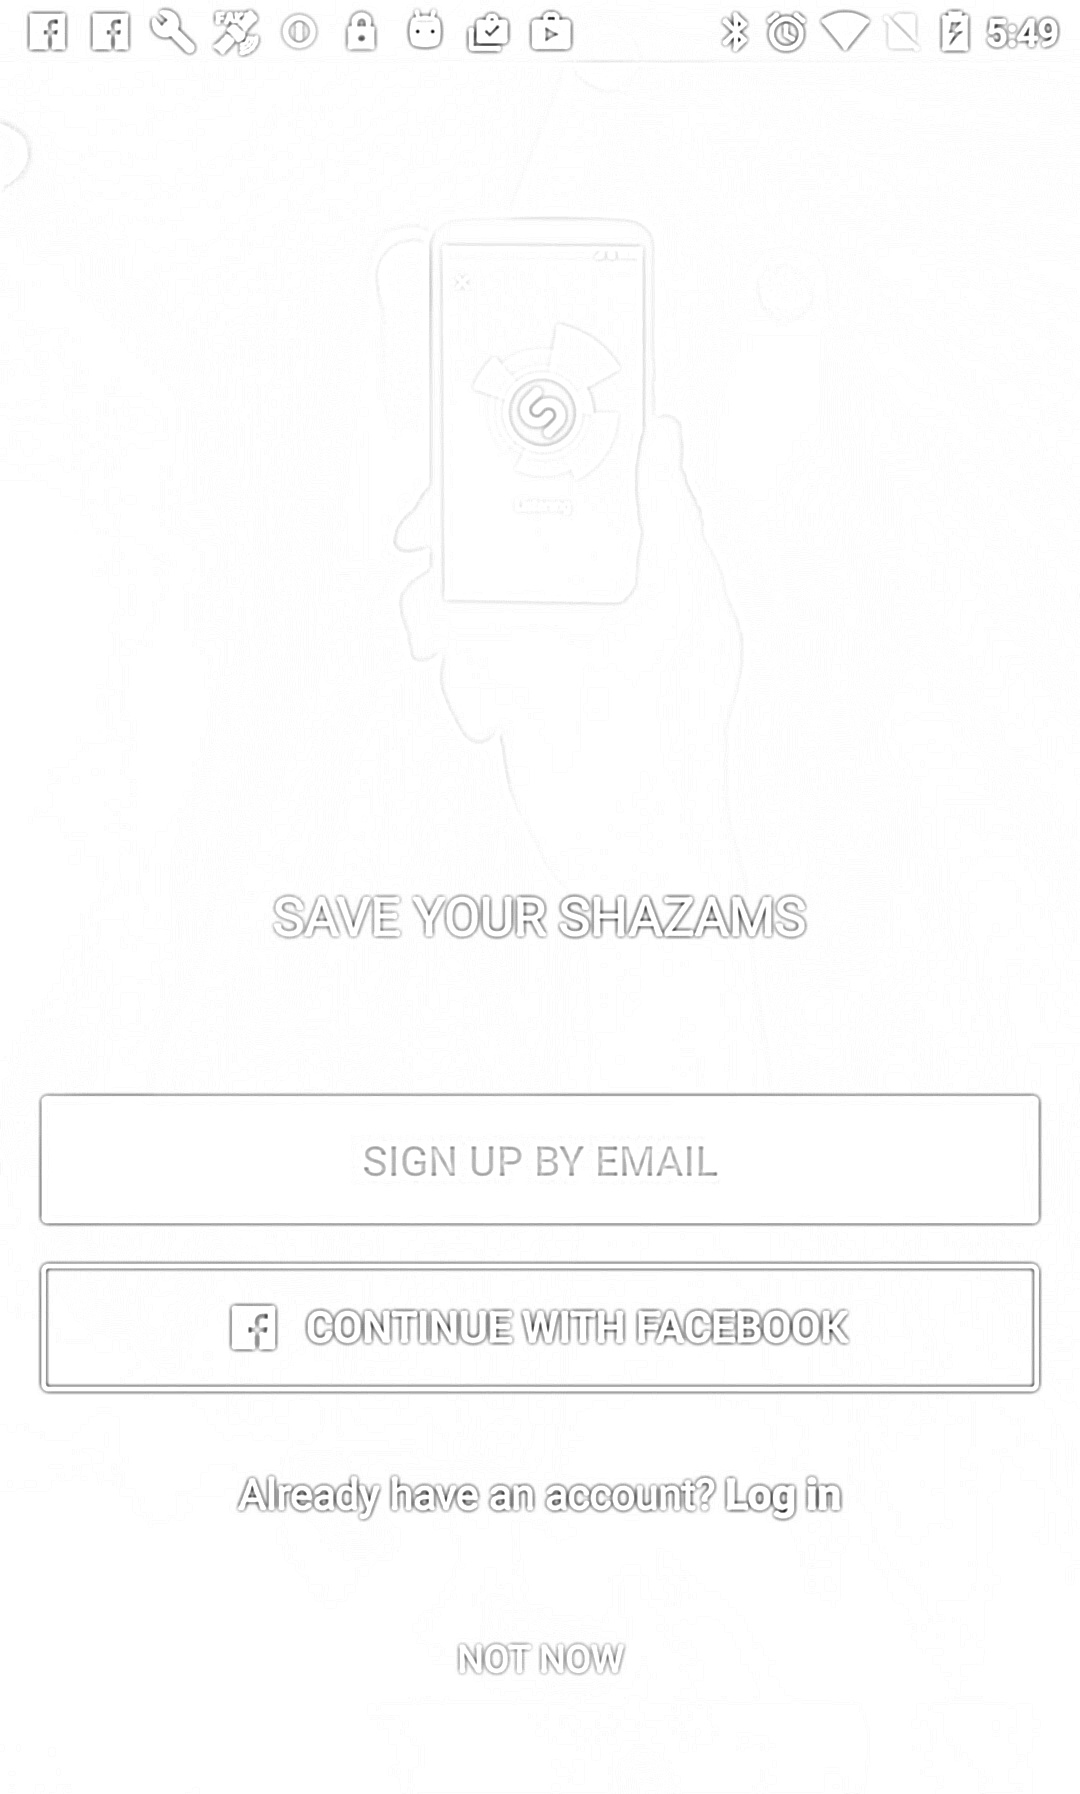 FAV
5:49
SAVE YOUR SHAZAMS
SIGN UP BY EMAIL
CONTINUE WITH FACEBOOK
Already have an account? Log in
NOT NOW